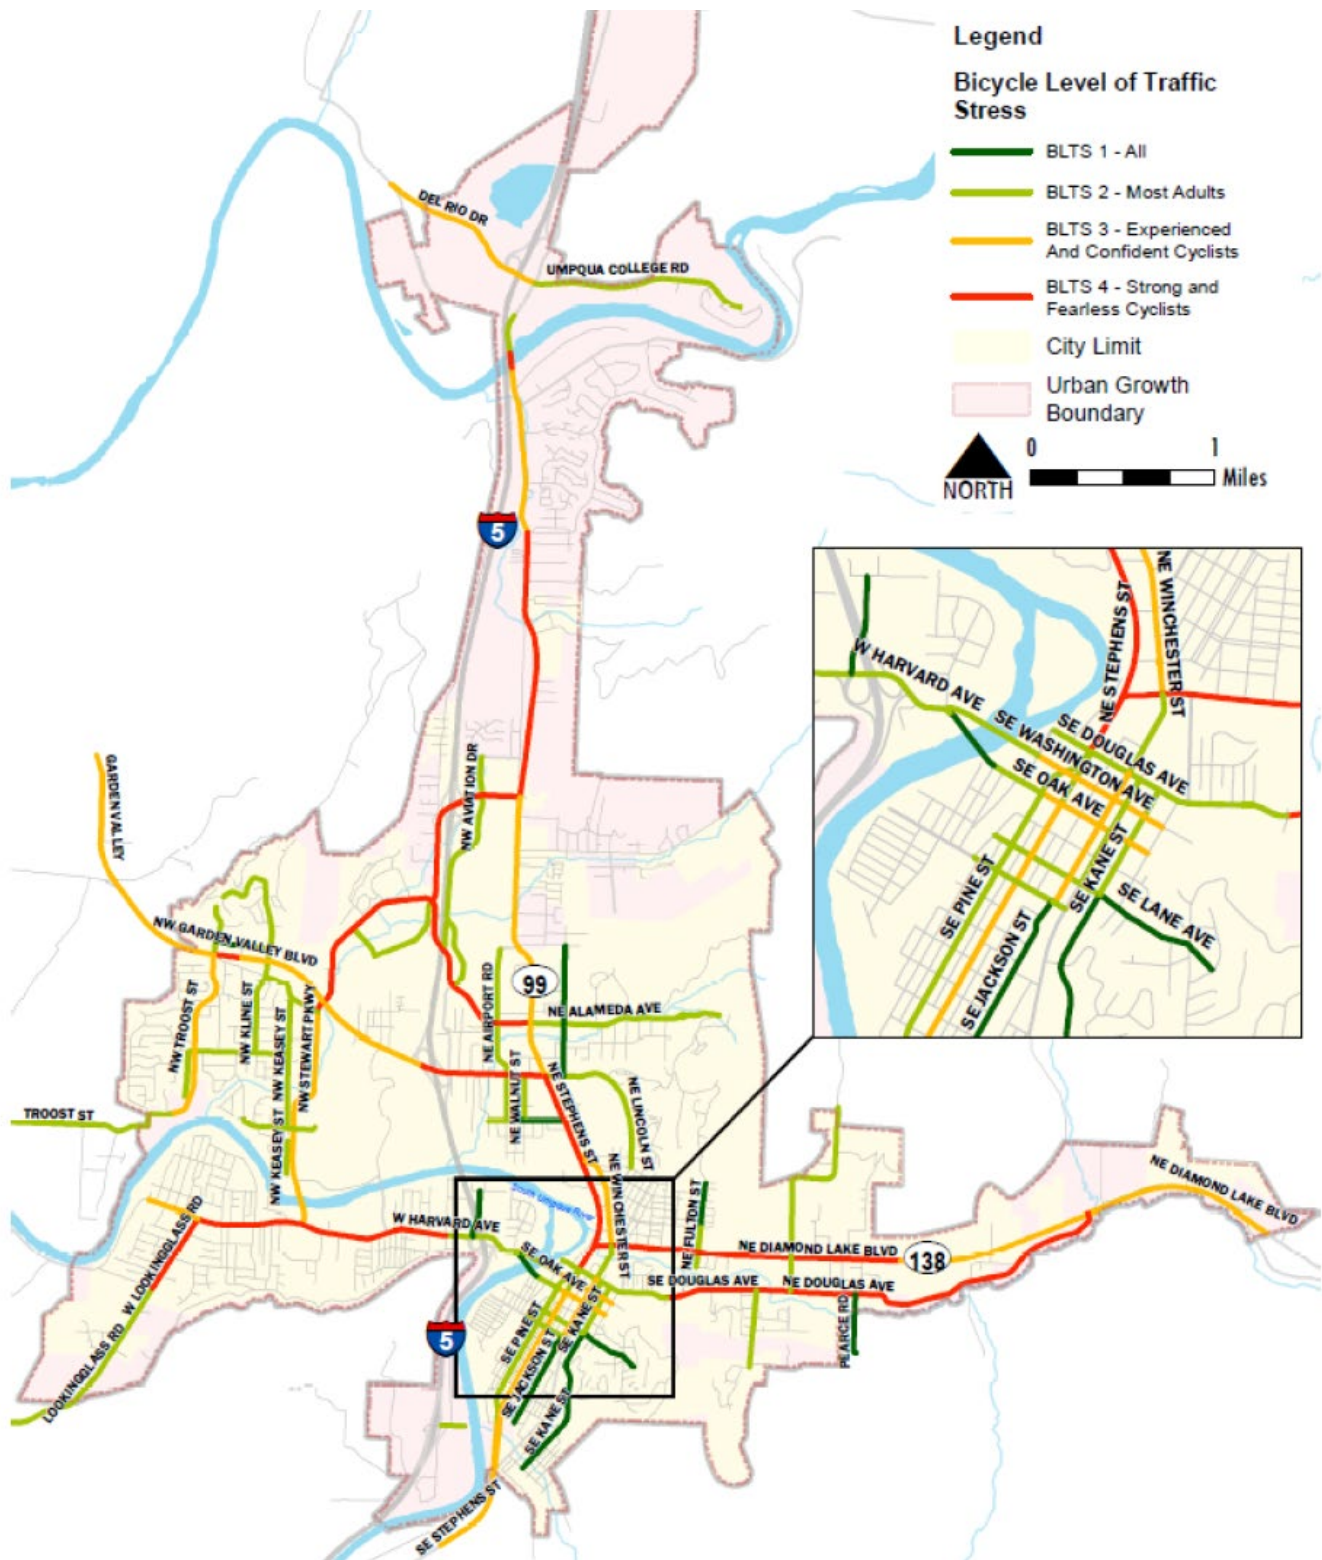 Legend
Bicycle Level of Traffic
Stress
BLTS 1 - All
BLTS 2 - Most Adults
BLTS 3 - Experienced
And Confident Cyclists
BLTS 4 - Strong and
Fearless Cyclists
City Limit
Urban Growth
Boundary
NORTH
0 1
Miles
DEL RIO DR
UMPQUA COLLEGE RD
5
GARDEN VALLEY
NW AVIATION DR
NW GARDEN VALLEY BLVD
NW TROOST ST
NW KLINE ST
NW KEASEY ST
NW STEWART PKWY
NE AIRPORT RD
99
NE ALAMEDA AVE
TROOST ST
NW KEASEY ST
NE WALNUT ST
NE STEPHENS ST
NE LINCOLN ST
NE WINCHESTER ST
South Umpqua River
W HARVARD AVE
W LOOKINGGLASS RD
LOOKINGGLASS RD
NE FULTON ST
NE DIAMOND LAKE BLVD
138
NE DIAMOND LAKE BLVD
SE OAK AVE
SE DOUGLAS AVE
NE DOUGLAS AVE
PEARCE RD
5
SE PINE ST
SE JACKSON ST
SE KANE ST
SE KANE ST
SE STEPHENS ST
NE STEPHENS ST
NE WINCHESTER ST
W HARVARD AVE
SE WASHINGTON AVE
SE DOUGLAS AVE
SE OAK AVE
SE KANE ST
SE PINE ST
SE LANE AVE
SE JACKSON ST